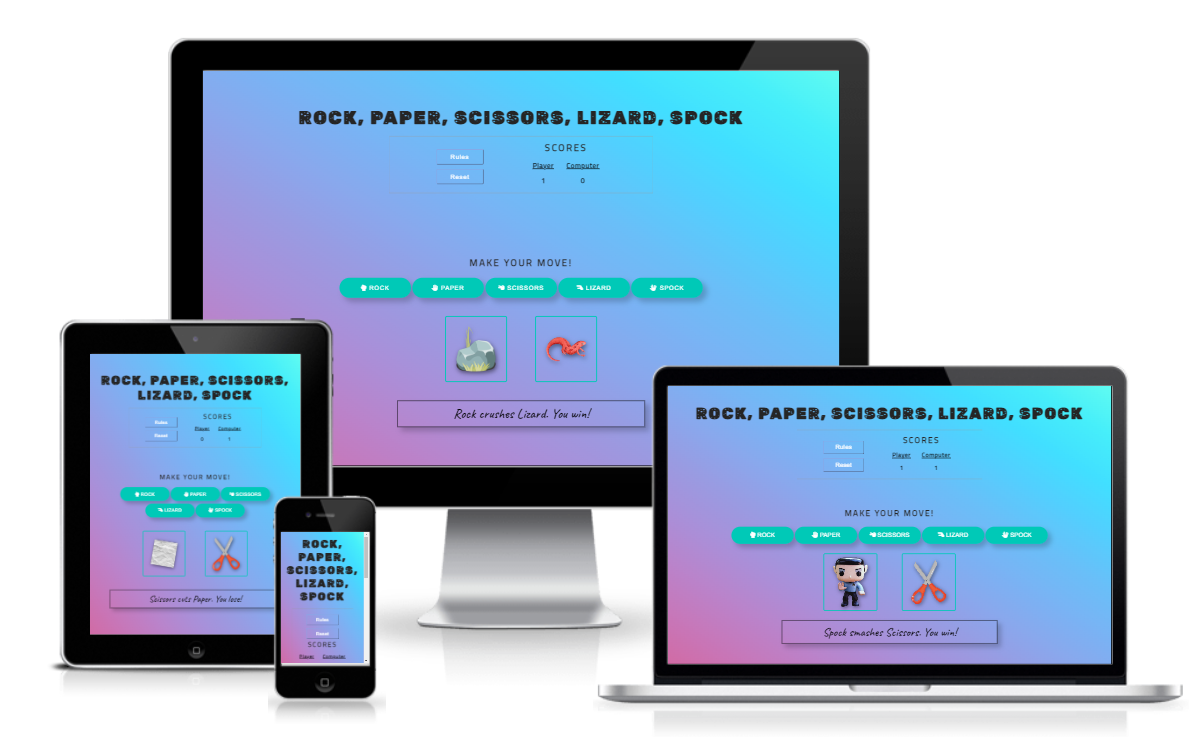 ROCK, PAPER, SCISSORS, LIZARD, SPOCK
SCORES
Rules
Player Computer
Reset
1 0
MAKE YOUR MOVE!
ROCK PAPER SCISSORS LIZARD SPOCK
Rock crushes Lizard. You win!
ROCK, PAPER, SCISSORS,
LIZARD, SPOCK
SCORES
Rules
Player Computer
Reset
0 1
MAKE YOUR MOVE!
ROCK PAPER SCISSORS
LIZARD SPOCK
Scissors cuts Paper. You lose!
ROCK,
PAPER,
SCISSORS,
LIZARD,
SPOCK
Rules
Reset
SCORES
Player Computer
ROCK, PAPER, SCISSORS, LIZARD, SPOCK
SCORES
Rules
Player Computer
Reset
1 1
MAKE YOUR MOVE!
ROCK PAPER SCISSORS LIZARD SPOCK
Spock smashes Scissors. You win!